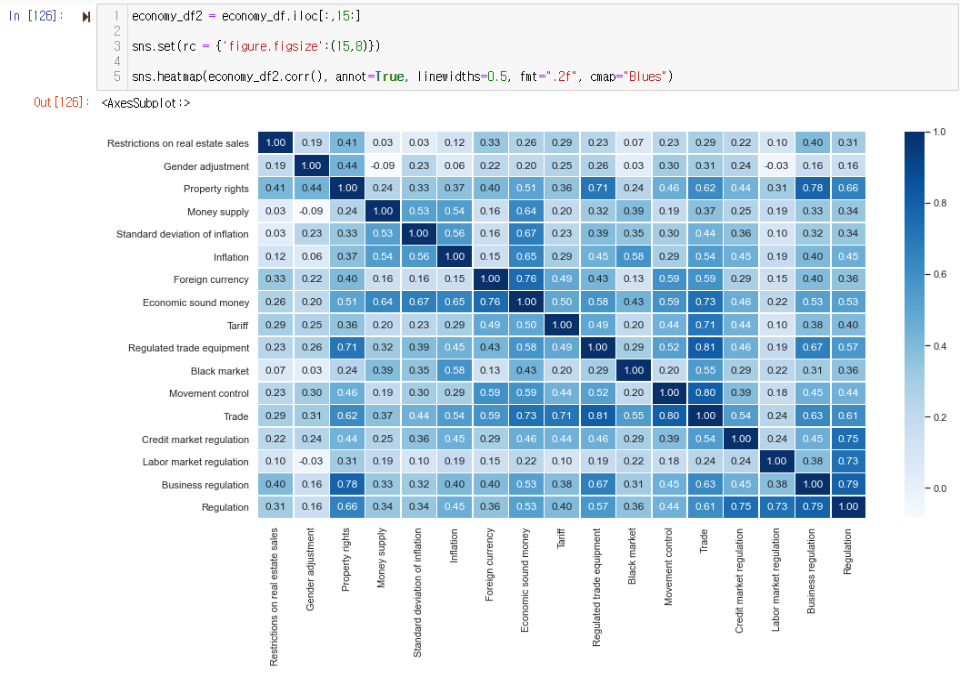 In [126]:
1 economy_df2 = economy_df.iloc[:,15:]
2
3 sns.set(rc = {'figure.figsize':(15,8)})
4
5 sns.heatmap(economy_df2.corr(), annot=True, linewidths=0.5, fmt=".2f", cmap="Blues")
Out[126]: <AxesSubplot:>
Restrictions on real estate sales 1.00 0.19 0.41 0.03 0.03 0.12 0.33 0.26 0.29 0.23 0.07 0.23 0.29 0.22 0.10 0.40 0.31
Gender adjustment 0.19 1.00 0.44 -0.09 0.23 0.06 0.22 0.20 0.25 0.26 0.03 0.30 0.31 0.24 -0.03 0.16 0.16
Property rights 0.41 0.44 1.00 0.24 0.33 0.37 0.40 0.51 0.36 0.71 0.24 0.46 0.62 0.44 0.31 0.78 0.66
Money supply 0.03 -0.09 0.24 1.00 0.53 0.54 0.16 0.64 0.20 0.32 0.39 0.19 0.37 0.25 0.19 0.33 0.34
Standard deviation of inflation 0.03 0.23 0.33 0.53 1.00 0.56 0.16 0.67 0.23 0.39 0.35 0.30 0.44 0.36 0.10 0.32 0.34
Inflation 0.12 0.06 0.37 0.54 0.56 1.00 0.15 0.65 0.29 0.45 0.58 0.29 0.54 0.45 0.19 0.40 0.45
Foreign currency 0.33 0.22 0.40 0.16 0.16 0.15 1.00 0.76 0.49 0.43 0.13 0.59 0.59 0.29 0.15 0.40 0.36
Economic sound money 0.26 0.20 0.51 0.64 0.67 0.65 0.76 1.00 0.50 0.58 0.43 0.59 0.73 0.46 0.22 0.53 0.53
Tariff 0.29 0.25 0.36 0.20 0.23 0.29 0.49 0.50 1.00 0.49 0.20 0.44 0.71 0.44 0.10 0.38 0.40
Regulated trade equipment 0.23 0.26 0.71 0.32 0.39 0.45 0.43 0.58 0.49 1.00 0.29 0.52 0.81 0.46 0.19 0.67 0.57
Black market 0.07 0.03 0.24 0.39 0.35 0.58 0.13 0.43 0.20 0.29 1.00 0.20 0.55 0.29 0.22 0.31 0.36
Movement control 0.23 0.30 0.46 0.19 0.30 0.29 0.59 0.59 0.44 0.52 0.20 1.00 0.80 0.39 0.18 0.45 0.44
Trade 0.29 0.31 0.62 0.37 0.44 0.54 0.59 0.73 0.71 0.81 0.55 0.80 1.00 0.54 0.24 0.63 0.61
Credit market regulation 0.22 0.24 0.44 0.25 0.36 0.45 0.29 0.46 0.44 0.46 0.29 0.39 0.54 1.00 0.24 0.45 0.75
Labor market regulation 0.10 -0.03 0.31 0.19 0.10 0.19 0.15 0.22 0.10 0.19 0.22 0.18 0.24 0.24 1.00 0.38 0.73
Business regulation 0.40 0.16 0.78 0.33 0.32 0.40 0.40 0.53 0.38 0.67 0.31 0.45 0.63 0.45 0.38 1.00 0.79
Regulation 0.31 0.16 0.66 0.34 0.34 0.45 0.36 0.53 0.40 0.57 0.36 0.44 0.61 0.75 0.73 0.79 1.00
Restrictions on real estate sales
Gender adjustment
Property rights
Money supply
Standard deviation of inflation
Inflation
Foreign currency
Economic sound money
Tariff
Regulated trade equipment
Black market
Movement control
Trade
Credit market regulation
Labor market regulation
Business regulation
Regulation
1.0
0.8
0.6
0.4
0.2
0.0